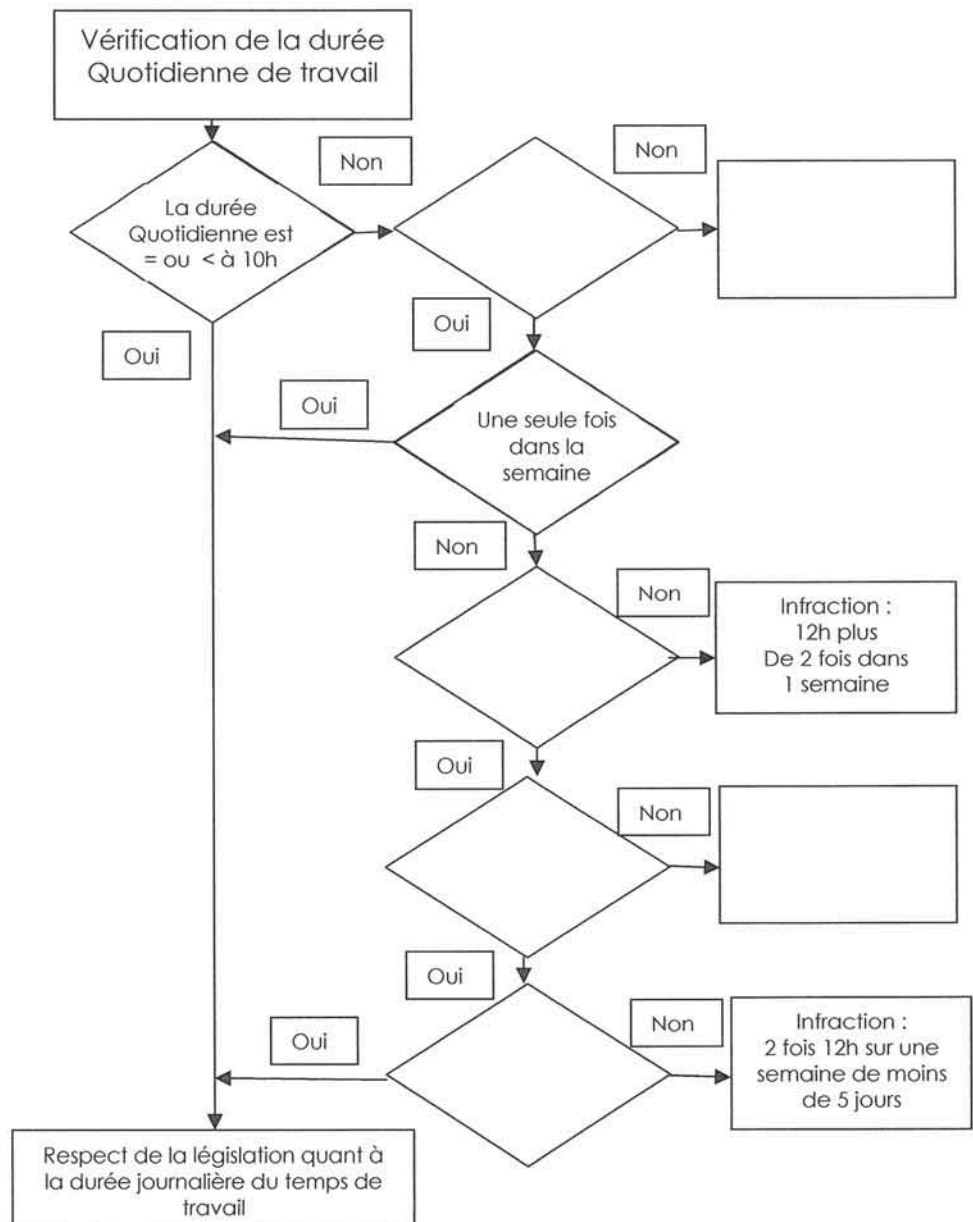 Vérification de la durée
Quotidienne de travail
Non
Non
La durée
Quotidienne est
= ou < à 10h
Oui
Oui
Oui
Une seule fois
dans la
semaine
Non
Non
Infraction :
12h plus
De 2 fois dans
1 semaine
Oui
Non
Oui
Oui
Non
Infraction :
2 fois 12h sur une
semaine de moins
de 5 jours
Respect de la législation quant à
la durée journalière du temps de
travail